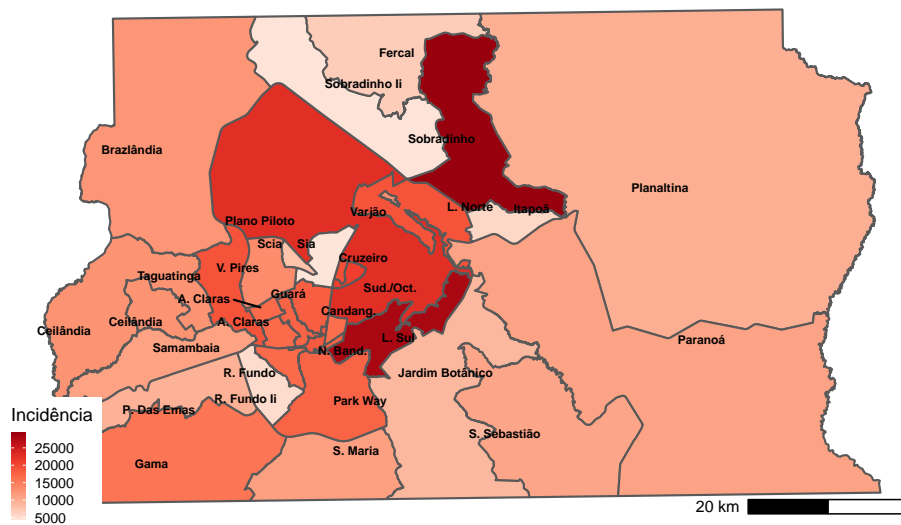 Fercal
Sobradinho Ii
Sobradinho
Brazlândia
Planaltina
L. Norte
Itapoã
Varjão
Plano Piloto
Scia
Sia
Cruzeiro
V. Pires
Taguatinga
Guará
Sud./Oct.
A. Claras
Candang.
Ceilândia
Ceilândia
A. Claras
L. Sul
Paranoá
Samambaia
N. Band.
R. Fundo
Jardim Botânico
R. Fundo Ii
Park Way
P. Das Emas
S. Sebastião
S. Maria
Gama
Incidência
25000
20000
15000
10000
5000
20 km